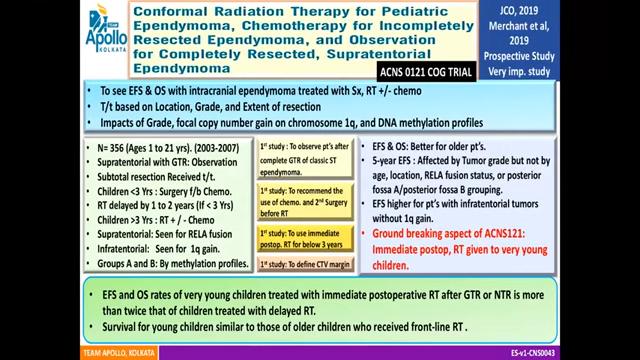 TEAM
Apollo
KOLKATA
Conformal Radiation Therapy for Pediatric
Ependymoma, Chemotherapy for Incompletely
Resected Ependymoma, and Observation
for Completely Resected, Supratentorial
Ependymoma
ACNS 0121 COG TRIAL
JCO, 2019
Merchant et al,
2019
Prospective Study
Very imp. study
• To see EFS & OS with intracranial ependymoma treated with Sx, RT +/- chemo
• T/t based on Location, Grade, and Extent of resection
• Impacts of Grade, focal copy number gain on chromosome 1q, and DNA methylation profiles
• N= 356 (Ages 1 to 21 yrs). (2003-2007)
• Supratentorial with GTR: Observation
• Subtotal resection Received t/t.
• Children <3 Yrs : Surgery f/b Chemo.
• RT delayed by 1 to 2 years (If < 3 Yrs)
• Children >3 Yrs : RT + /- Chemo
• Supratentorial: Seen for RELA fusion
• Infratentorial: Seen for 1q gain.
• Groups A and B: By methylation profiles.
1st study : To observe pt's after
complete GTR of classic ST
ependymoma.
1st study : To recommend the
use of chemo. and 2nd Surgery
before RT
1st study : To use immediate
postop. RT for below 3 years
1st study : To define CTV margin
• EFS & OS: Better for older pt's.
• 5-year EFS : Affected by Tumor grade but not by
age, location, RELA fusion status, or posterior
fossa A/posterior fossa B grouping.
• EFS higher for pt's with infratentorial tumors
without 1q gain.
• Ground breaking aspect of ACNS121:
Immediate postop, RT given to very young
children.
• EFS and OS rates of very young children treated with immediate postoperative RT after GTR or NTR is more
than twice that of children treated with delayed RT.
• Survival for young children similar to those of older children who received front-line RT .
TEAM APOLLO, KOLKATA
ES-v1-CNS0043